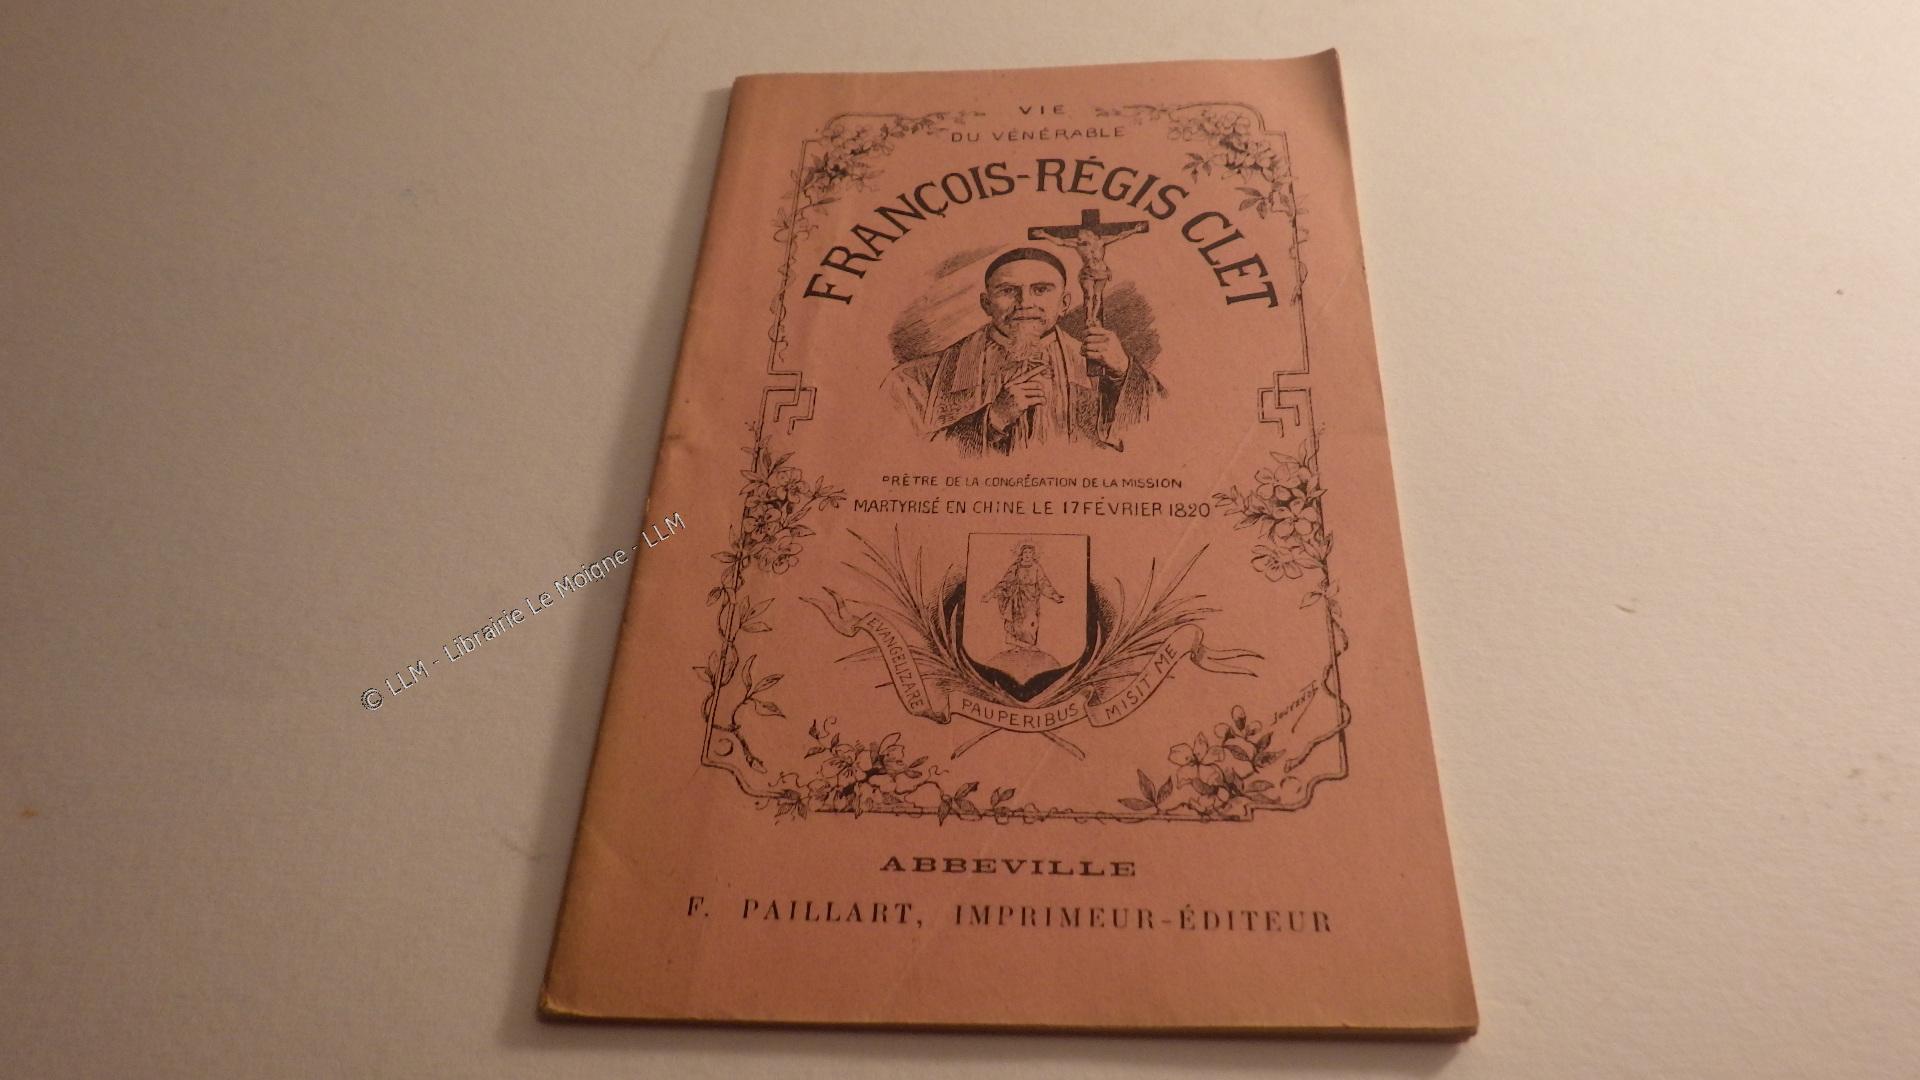 VIE
DU VÉNÉRABLE
FRANÇOIS-RÉGIS CLET
PRÊTRE DE LA CONGRÉGATION DE LA MISSION
MARTYRISÉ EN CHINE LE 17 FÉVRIER 1820
EVANGELIZARE PAUPERIBUS MISIT ME
ABBEVILLE
F. PAILLART, IMPRIMEUR-ÉDITEUR
© LLM - Librairie Le Moigne - LLM